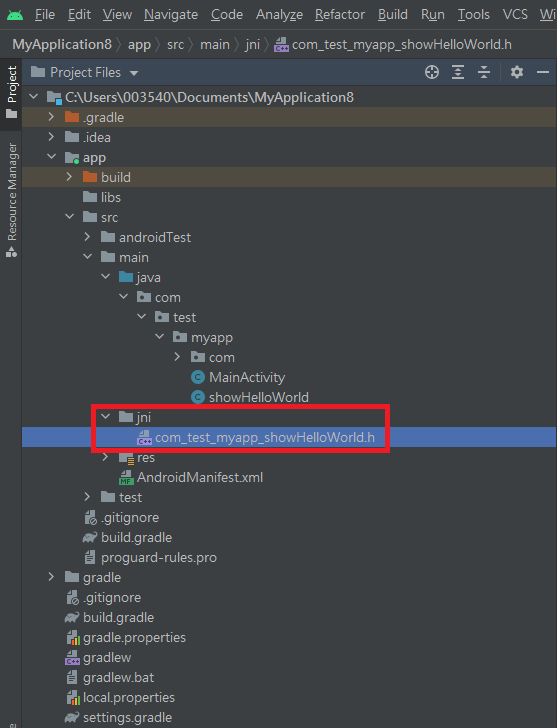 File Edit View Navigate Code Analyze Refactor Build Run Tools VCS Wi
MyApplication8 〉 app 〉 src 〉 main 〉 jni 〉 com_test_myapp_showHelloWorld.h
Project
Resource Manager
Project Files
C:\Users\003540\Documents\MyApplication8
.gradle
.idea
app
build
libs
src
androidTest
main
java
com
test
myapp
com
MainActivity
showHelloWorld
jni
com_test_myapp_showHelloWorld.h
res
AndroidManifest.xml
test
.gitignore
build.gradle
proguard-rules.pro
gradle
.gitignore
build.gradle
gradle.properties
gradlew
gradlew.bat
local.properties
settings.gradle